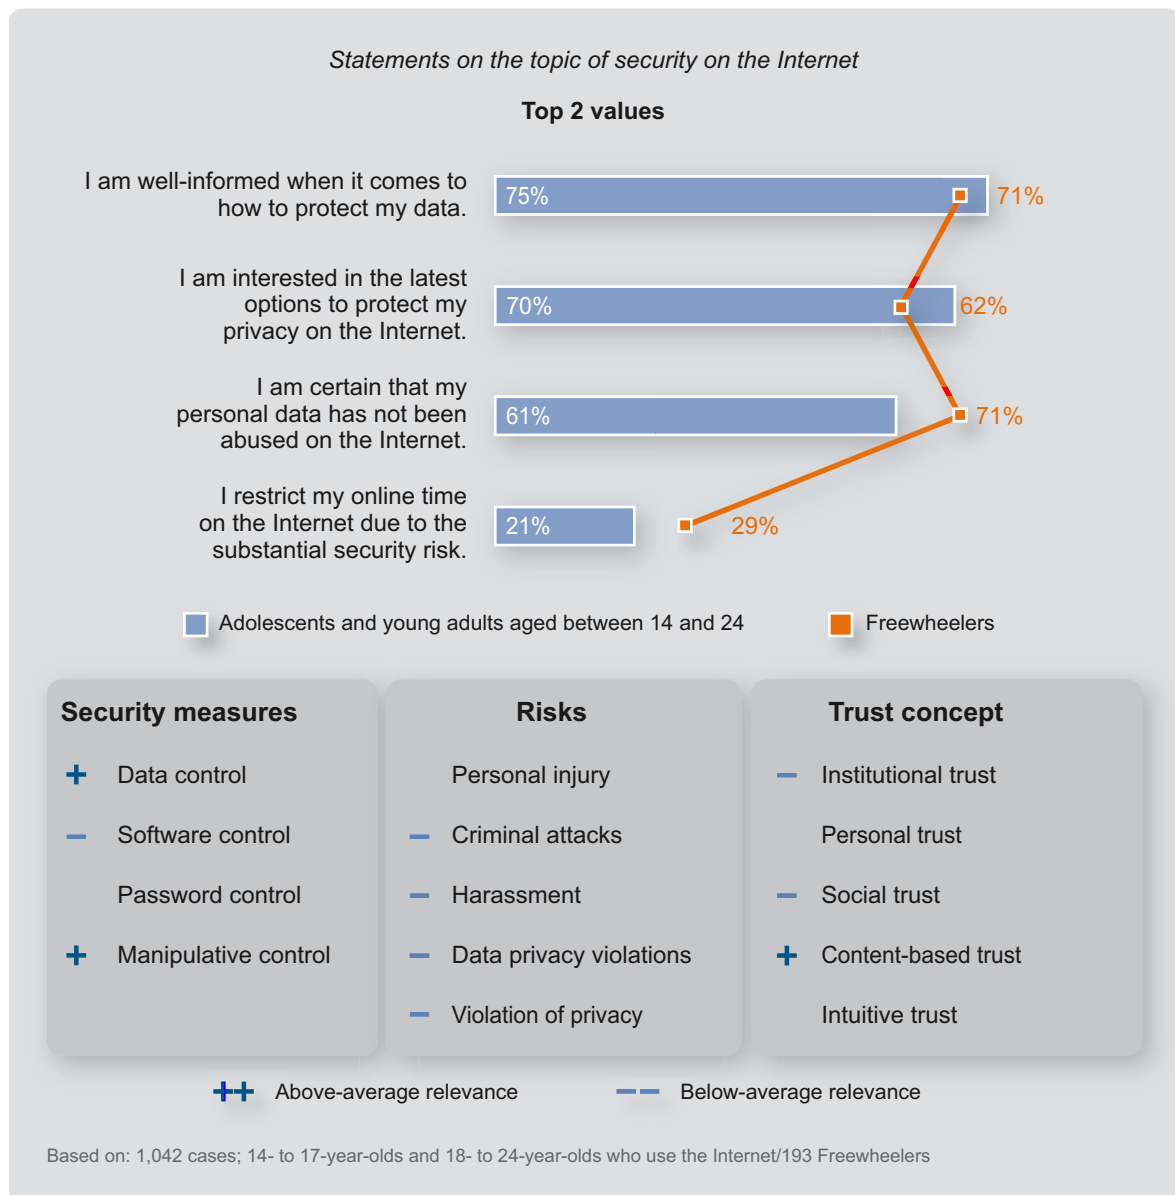 Statements on the topic of security on the Internet
Top 2 values
I am well-informed when it comes to
how to protect my data.
75%
71%
I am interested in the latest
options to protect my
privacy on the Internet.
70%
62%
I am certain that my
personal data has not been
abused on the Internet.
61%
71%
I restrict my online time
on the Internet due to the
substantial security risk.
21%
29%
Adolescents and young adults aged between 14 and 24
Freewheelers
Security measures
+ Data control
– Software control
Password control
+ Manipulative control
Risks
Personal injury
– Criminal attacks
– Harassment
– Data privacy violations
– Violation of privacy
Trust concept
– Institutional trust
Personal trust
– Social trust
+ Content-based trust
Intuitive trust
++ Above-average relevance
–– Below-average relevance
Based on: 1,042 cases; 14- to 17-year-olds and 18- to 24-year-olds who use the Internet/193 Freewheelers